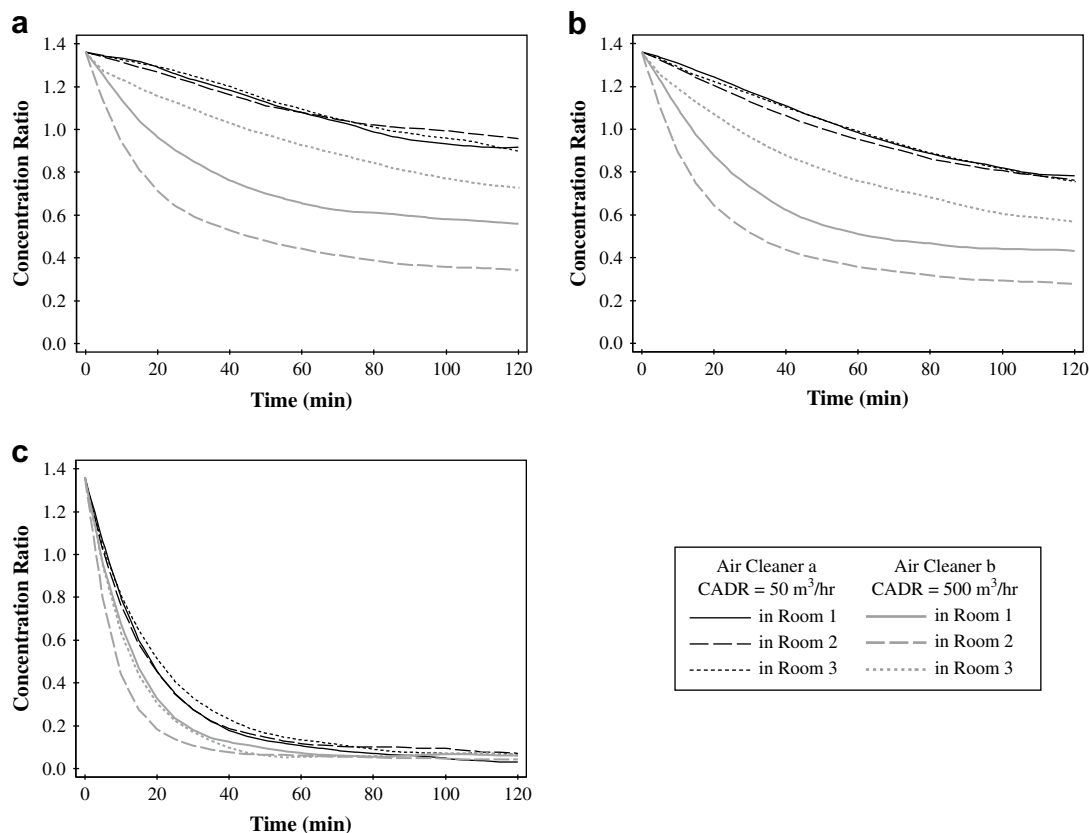 a
1.4
1.2
1.0
0.8
0.6
0.4
0.2
0.0
Concentration Ratio
0 20 40 60 80 100 120
Time (min)
b
1.4
1.2
1.0
0.8
0.6
0.4
0.2
0.0
Concentration Ratio
0 20 40 60 80 100 120
Time (min)
c
1.4
1.2
1.0
0.8
0.6
0.4
0.2
0.0
Concentration Ratio
0 20 40 60 80 100 120
Time (min)
Air Cleaner a
CADR = 50 m³/hr
in Room 1
in Room 2
in Room 3
Air Cleaner b
CADR = 500 m³/hr
in Room 1
in Room 2
in Room 3